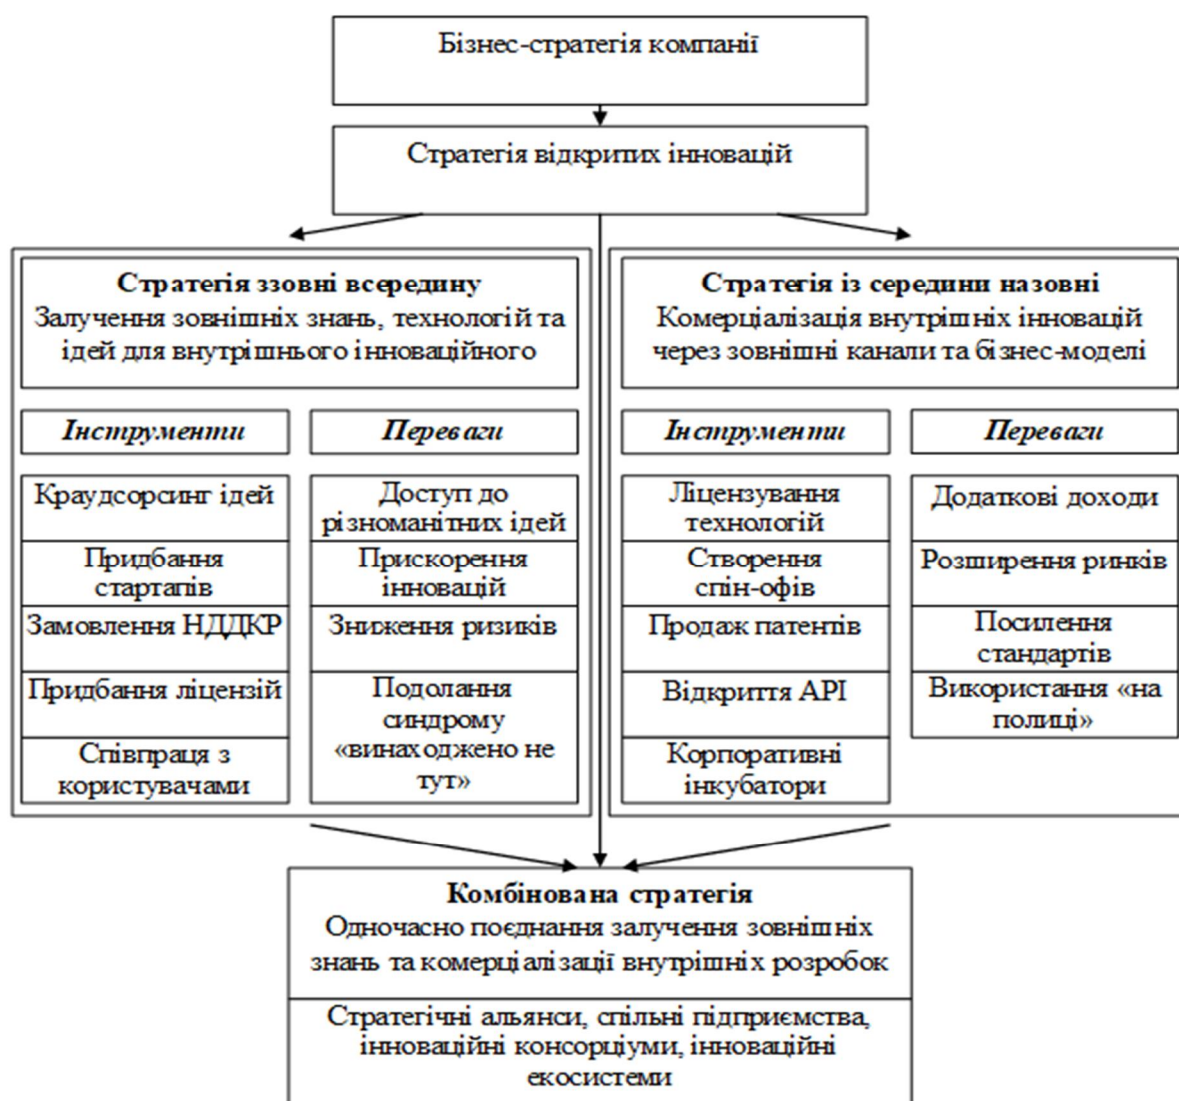 Бізнес-стратегія компанії
Стратегія відкритих інновацій
Стратегія ззовні всередину
Залучення зовнішніх знань, технологій та
ідей для внутрішнього інноваційного
Інструменти
Переваги
Краудсорсинг ідей
Придбання
стартапів
Замовлення НДДКР
Придбання ліцензій
Співпраця з
користувачами
Доступ до
різноманітних ідей
Прискорення
інновацій
Зниження ризиків
Подолання
синдрому
«винаходжено не
тут»
Стратегія із середини назовні
Комерціалізація внутрішніх інновацій
через зовнішні канали та бізнес-моделі
Інструменти
Переваги
Ліцензування
технологій
Створення
спін-офів
Продаж патентів
Відкриття API
Корпоративні
інкубатори
Додаткові доходи
Розширення ринків
Посилення
стандартів
Використання «на
полиці»
Комбінована стратегія
Одночасно поєднання залучення зовнішніх
знань та комерціалізації внутрішніх розробок
Стратегічні альянси, спільні підприємства,
інноваційні консорціуми, інноваційні
екосистеми